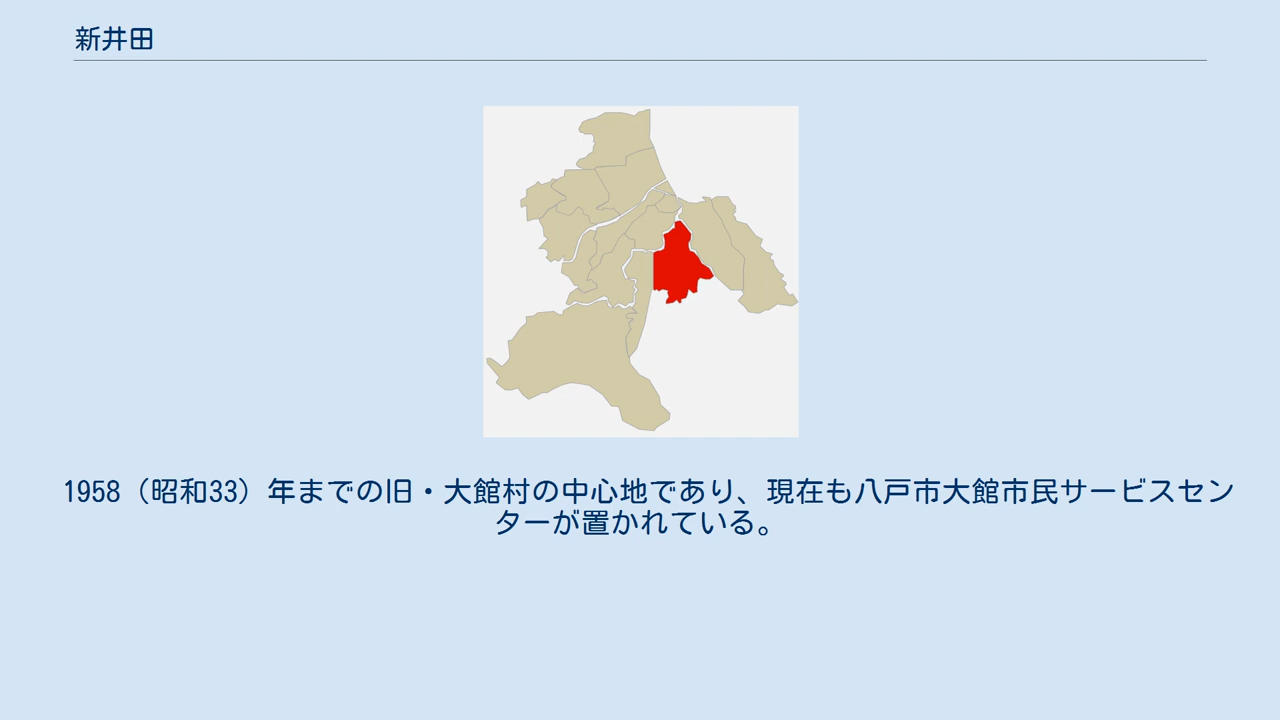 新井田
1958（昭和33）年までの旧・大館村の中心地であり、現在も八戸市大館市民サービスセン
ターが置かれている。